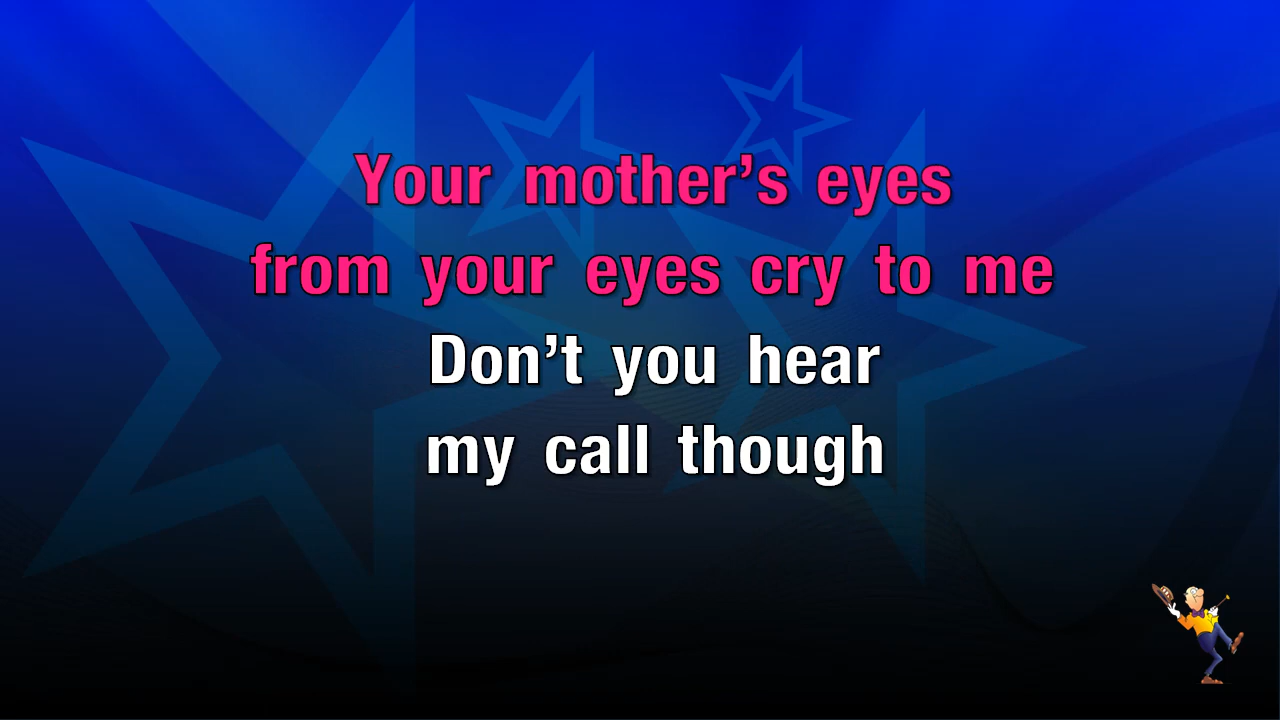 Your mother’s eyes
from your eyes cry to me
Don’t you hear
my call though